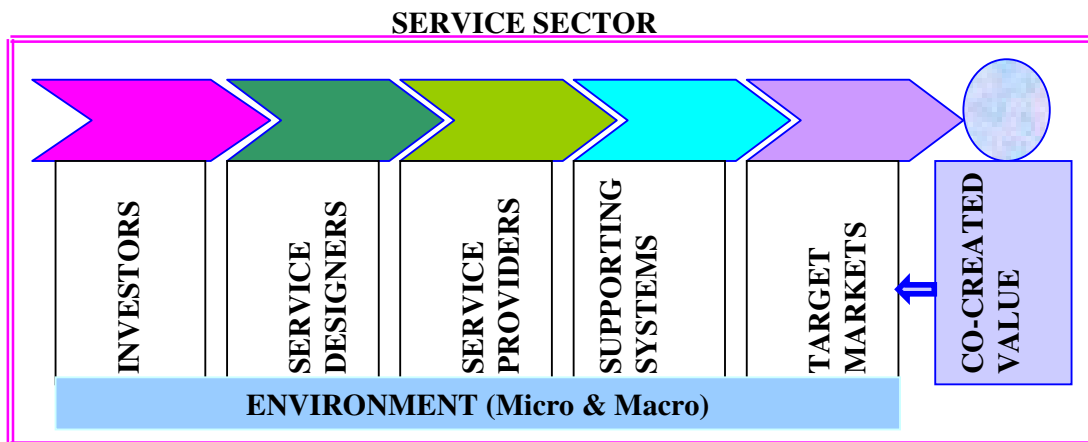 SERVICE SECTOR
INVESTORS
SERVICE
DESIGNERS
SERVICE
PROVIDERS
SUPPORTING
SYSTEMS
TARGET
MARKETS
CO-CREATED
VALUE
ENVIRONMENT (Micro & Macro)